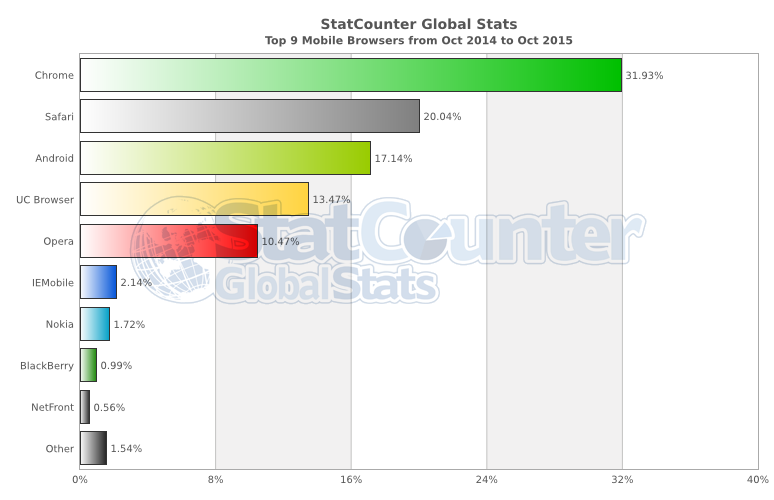 StatCounter Global Stats
Top 9 Mobile Browsers from Oct 2014 to Oct 2015
Chrome 31.93%
Safari 20.04%
Android 17.14%
UC Browser 13.47%
StatCounter
Opera 10.47%
IEMobile 2.14%
GlobalStats
Nokia 1.72%
BlackBerry 0.99%
NetFront 0.56%
Other 1.54%
0% 8% 16% 24% 32% 40%